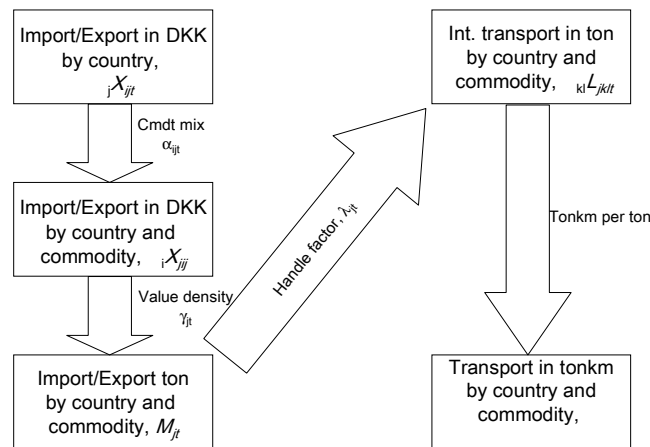 Import/Export in DKK
by country,
jXijt
Cmdt mix
αijt
Import/Export in DKK
by country and
commodity, iXjij
Value density
γjt
Import/Export ton
by country and
commodity, Mjt
Handle factor, λjt
Int. transport in ton
by country and
commodity, klLjklt
Tonkm per ton
Transport in tonkm
by country and
commodity,